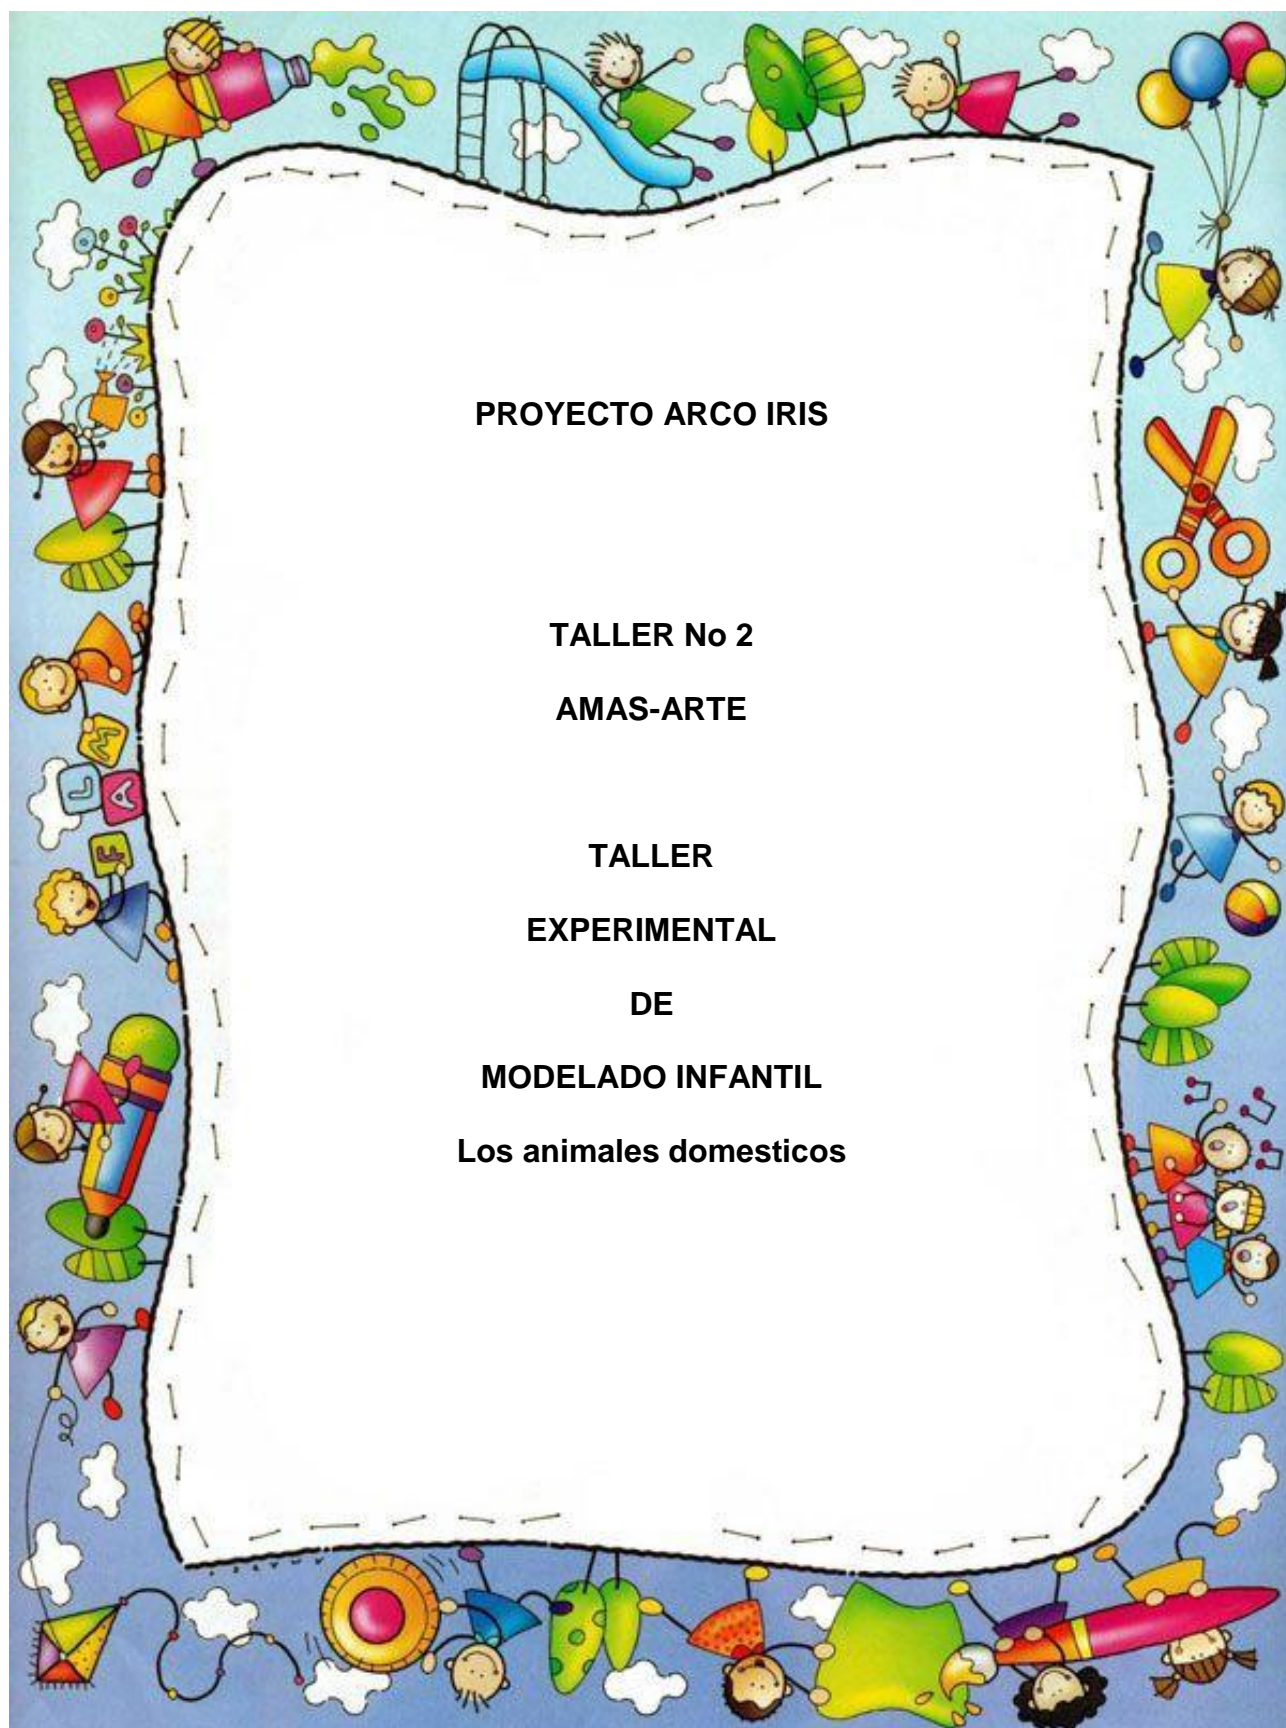 PROYECTO ARCO IRIS
TALLER No 2
AMAS-ARTE
TALLER
EXPERIMENTAL
DE
MODELADO INFANTIL
Los animales domesticos
M
L A
F